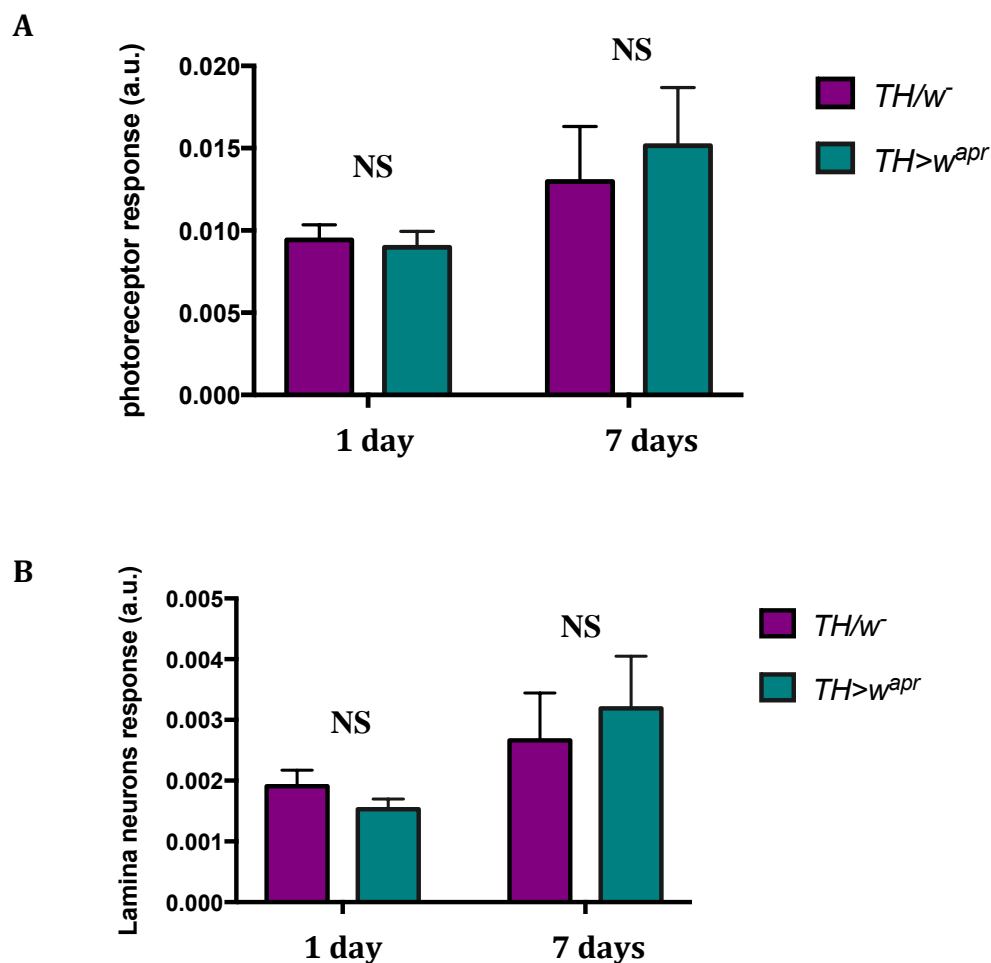 A
photoreceptor response (a.u.)
0.020
0.015
0.010
0.005
0.000
NS
NS
1 day
7 days
TH/w-
TH>wapr
B
Lamina neurons response (a.u.)
0.005
0.004
0.003
0.002
0.001
0.000
NS
NS
1 day
7 days
TH/w-
TH>wapr